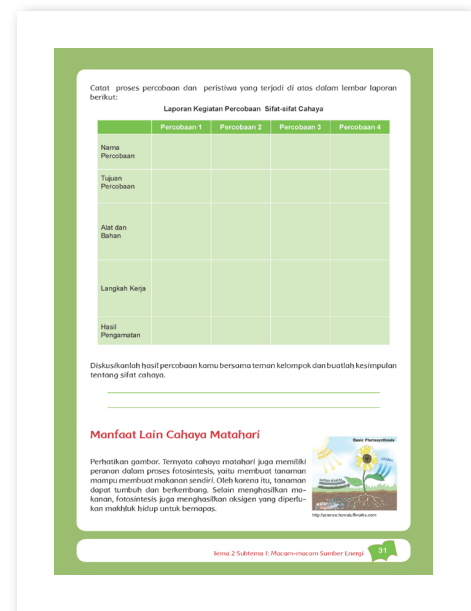 Catat proses percobaan dan peristiwa yang terjadi di atas dalam lembar laporan
berikut:
Laporan Kegiatan Percobaan Sifat-sifat Cahaya
Percobaan 1 Percobaan 2 Percobaan 3 Percobaan 4
Nama
Percobaan
Tujuan
Percobaan
Alat dan
Bahan
Langkah Kerja
Hasil
Pengamatan
Diskusikanlah hasil percobaan kamu bersama teman kelompok dan buatlah kesimpulan
tentang sifat cahaya.
Manfaat Lain Cahaya Matahari
Perhatikan gambar. Ternyata cahaya matahari juga memiliki
peranan dalam proses fotosintesis, yaitu membuat tanaman
mampu membuat makanan sendiri. Oleh karena itu, tanaman
dapat tumbuh dan berkembang. Selain menghasilkan ma-
kanan, fotosintesis juga menghasilkan oksigen yang diperlu-
kan makhluk hidup untuk bernapas.
Basic Photosynthesis
http://science.howstuffworks.com
Tema 2 Subtema 1: Macam-macam Sumber Energi
31